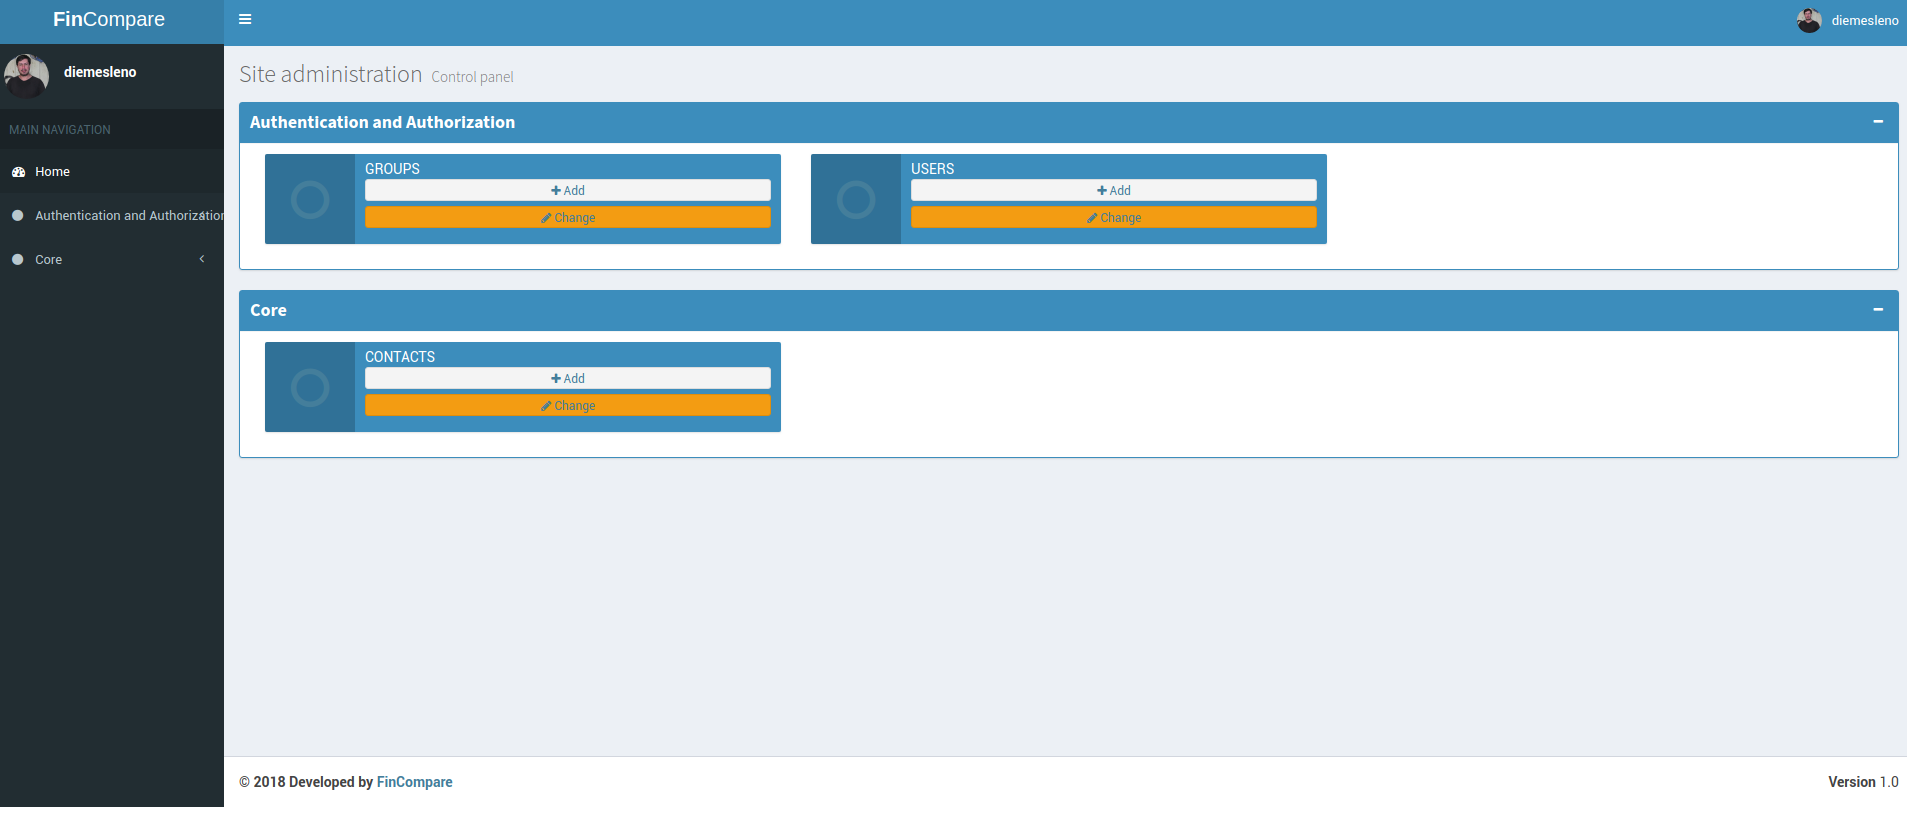 FinCompare
diemesleno
diemesleno
MAIN NAVIGATION
Home
Authentication and Authorization
Core
Site administration Control panel
Authentication and Authorization
GROUPS
Add
Change
USERS
Add
Change
Core
CONTACTS
Add
Change
© 2018 Developed by FinCompare
Version 1.0